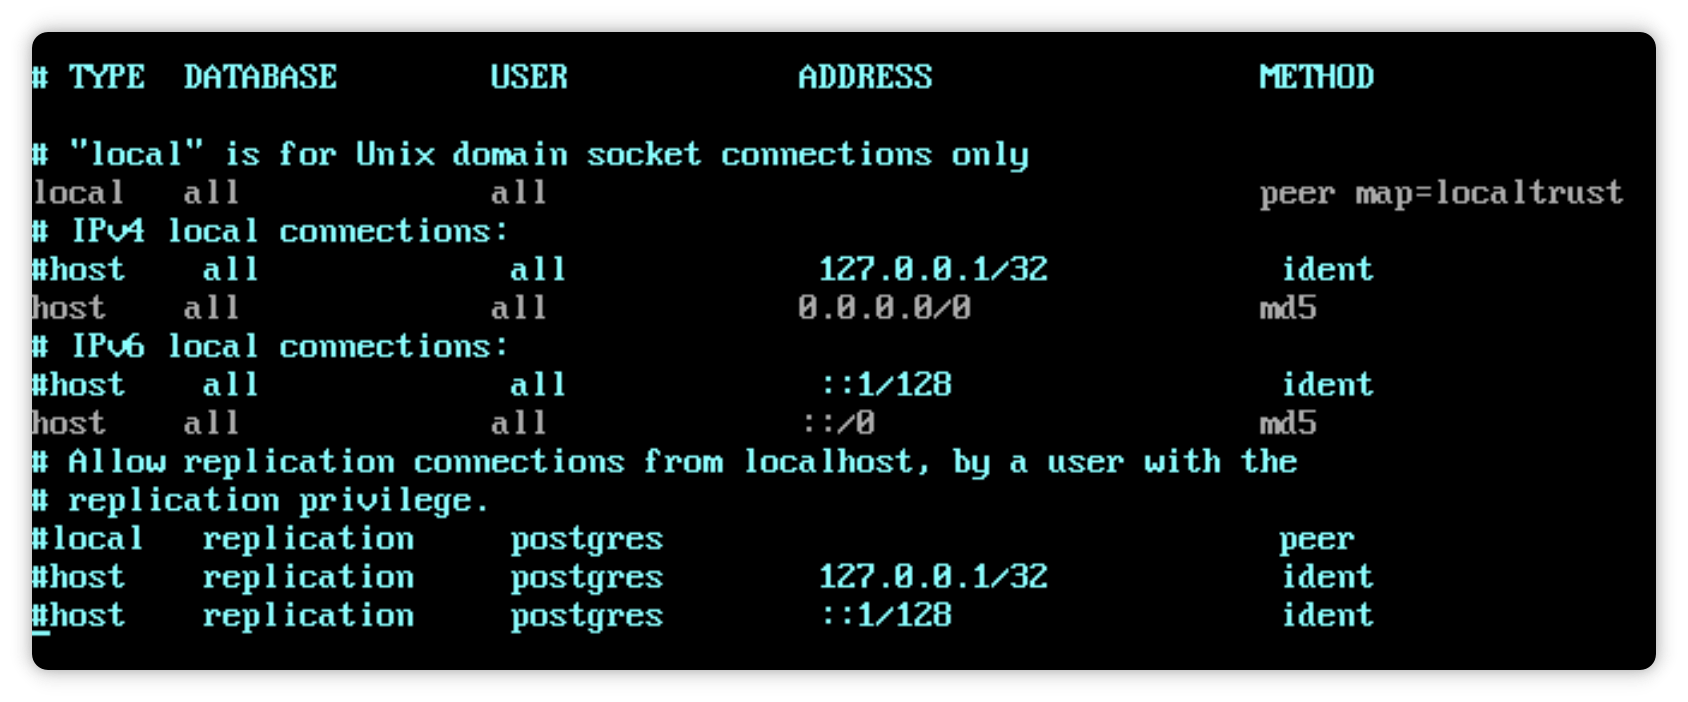 # TYPE  DATABASE        USER            ADDRESS                 METHOD
# "local" is for Unix domain socket connections only
local   all             all                                     peer map=localtrust
# IPv4 local connections:
#host    all             all             127.0.0.1/32            ident
host    all             all             0.0.0.0/0               md5
# IPv6 local connections:
#host    all             all             ::1/128                 ident
host    all             all             ::/0                    md5
# Allow replication connections from localhost, by a user with the
# replication privilege.
#local   replication     postgres                                peer
#host    replication     postgres        127.0.0.1/32            ident
#host    replication     postgres        ::1/128                 ident